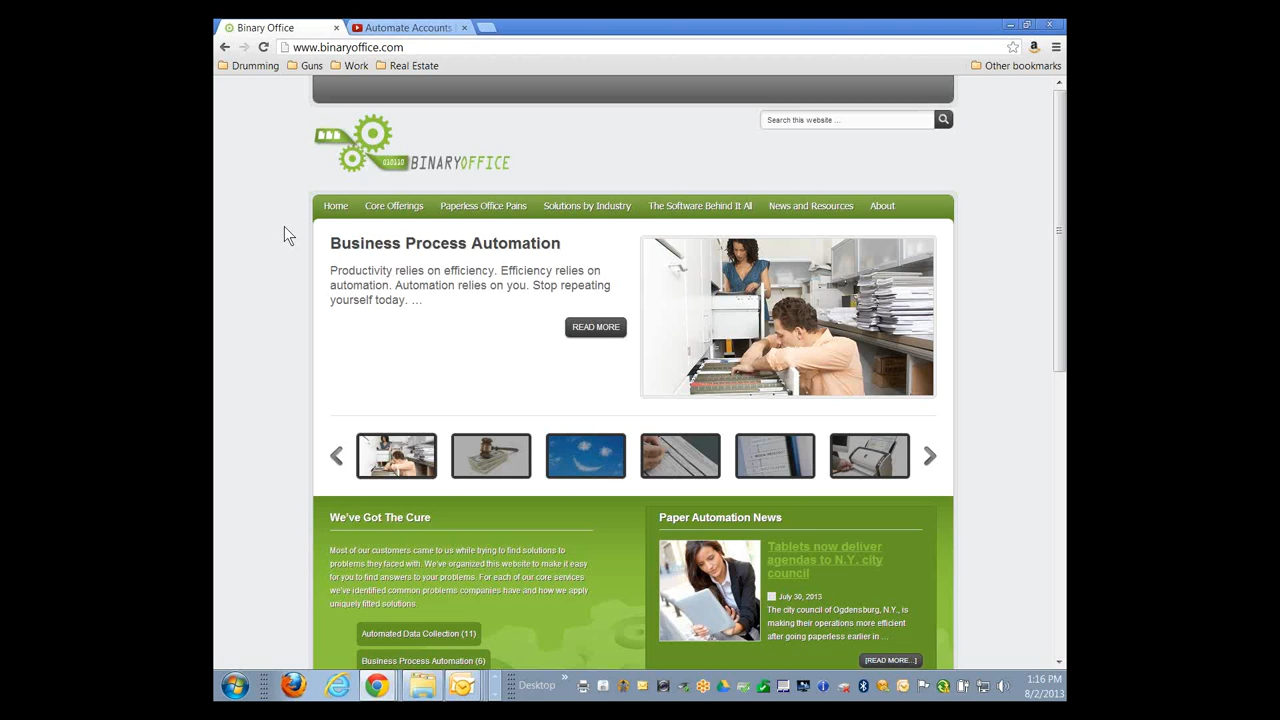 Binary Office
Automate Accounts
www.binaryoffice.com
Drumming
Guns
Work
Real Estate
Other bookmarks
Search this website ...
010110
BINARYOFFICE
Home
Core Offerings
Paperless Office Pains
Solutions by Industry
The Software Behind It All
News and Resources
About
Business Process Automation
Productivity relies on efficiency. Efficiency relies on
automation. Automation relies on you. Stop repeating
yourself today. …
READ MORE
We've Got The Cure
Most of our customers came to us while trying to find solutions to
problems they faced with. We've organized this website to make it easy
for you to find answers to your problems. For each of our core services
we've identified common problems companies have and how we apply
uniquely fitted solutions.
Automated Data Collection (11)
Business Process Automation (6)
Paper Automation News
Tablets now deliver
agendas to N.Y. city
council
July 30, 2013
The city council of Ogdensburg, N.Y., is
making their operations more efficient
after going paperless earlier in ...
[READ MORE...]
Desktop
1:16 PM
8/2/2013